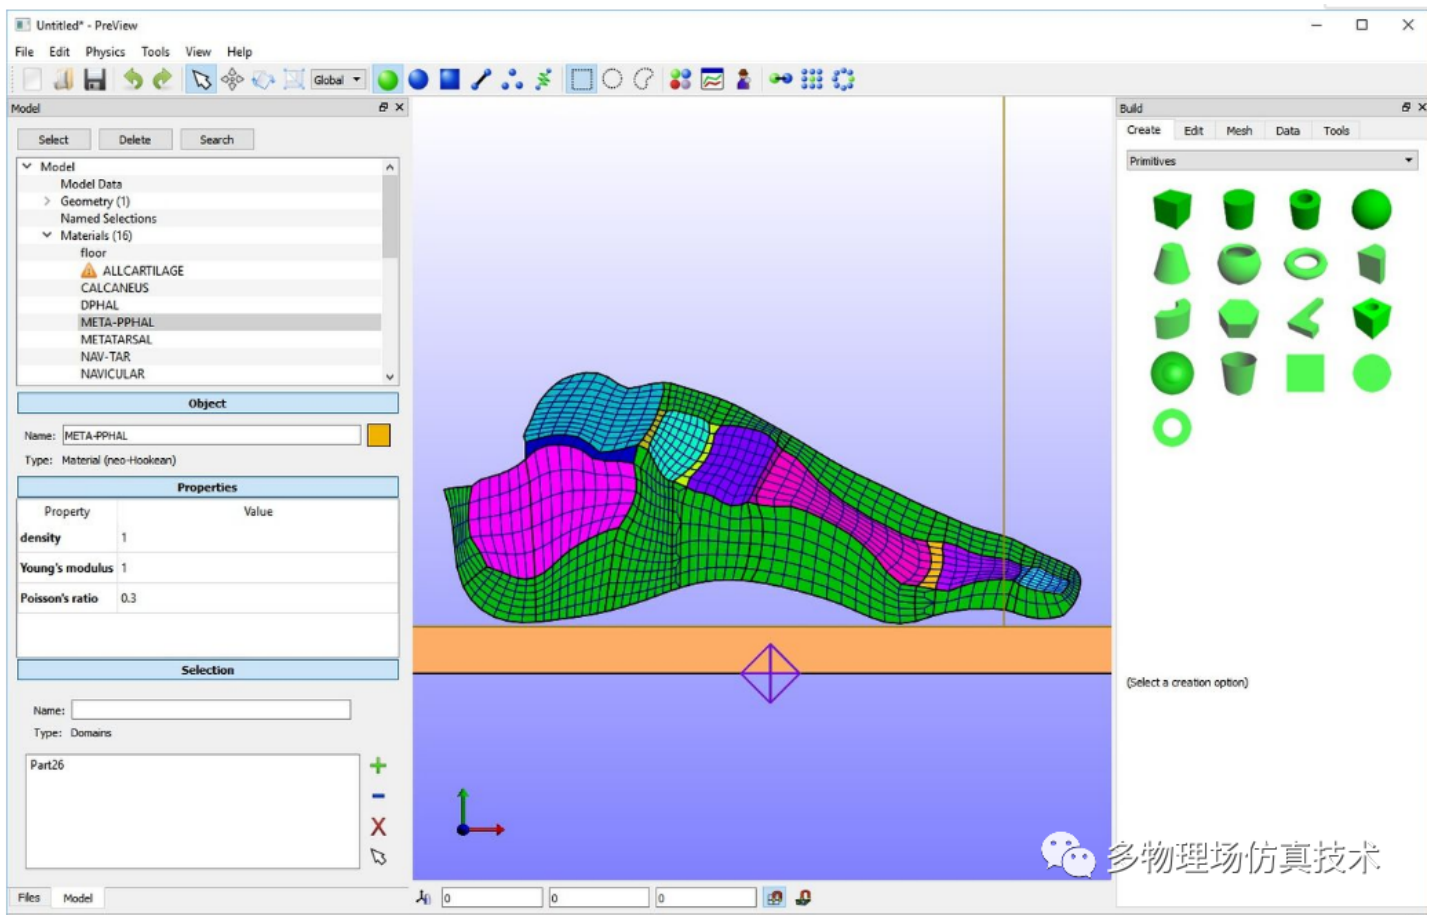 Untitled* - PreView
File Edit Physics Tools View Help
Global
Model
Select Delete Search
Model
Model Data
Geometry (1)
Named Selections
Materials (16)
floor
ALLCARTILAGE
CALCANEUS
DPHAL
META-PPHAL
METATARSAL
NAV-TAR
NAVICULAR
Object
Name: META-PPHAL
Type: Material (neo-Hookean)
Properties
Property Value
density 1
Young's modulus 1
Poisson's ratio 0.3
Selection
Name:
Type: Domains
Part26
Files Model
0 0 0
Build
Create Edit Mesh Data Tools
Primitives
(Select a creation option)
多物理场仿真技术